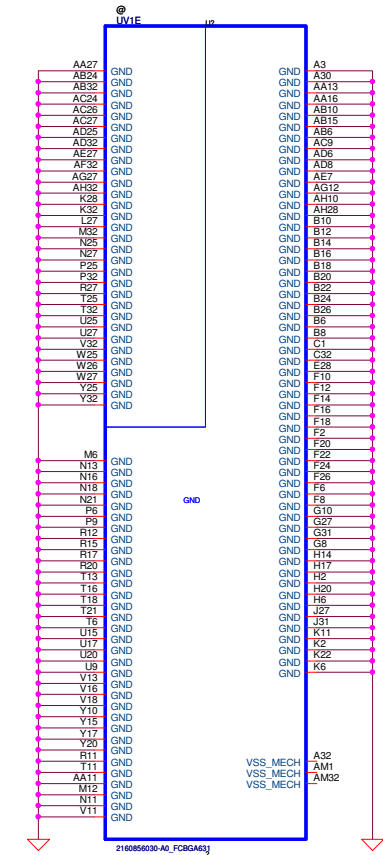 @
UV1E
U?
AA27 GND
AB24 GND
AB32 GND
AC24 GND
AC26 GND
AC27 GND
AD25 GND
AD32 GND
AE27 GND
AF32 GND
AG27 GND
AH32 GND
K28 GND
K32 GND
L27 GND
M32 GND
N25 GND
N27 GND
P25 GND
P32 GND
R27 GND
T25 GND
T32 GND
U25 GND
U27 GND
V32 GND
W25 GND
W26 GND
W27 GND
Y25 GND
Y32 GND
M6 GND
N13 GND
N16 GND
N18 GND
N21 GND
P6 GND
P9 GND
R12 GND
R15 GND
R17 GND
R20 GND
T13 GND
T16 GND
T18 GND
T21 GND
T6 GND
U15 GND
U17 GND
U20 GND
U9 GND
V13 GND
V16 GND
V18 GND
Y10 GND
Y15 GND
Y17 GND
Y20 GND
R11 GND
T11 GND
AA11 GND
M12 GND
N11 GND
V11 GND
GND
GND A3
GND A30
GND AA13
GND AA16
GND AB10
GND AB15
GND AB6
GND AC9
GND AD6
GND AD8
GND AE7
GND AG12
GND AH10
GND AH28
GND B10
GND B12
GND B14
GND B16
GND B18
GND B20
GND B22
GND B24
GND B26
GND B6
GND B8
GND C1
GND C32
GND E28
GND F10
GND F12
GND F14
GND F16
GND F18
GND F2
GND F20
GND F22
GND F24
GND F26
GND F6
GND F8
GND G10
GND G27
GND G31
GND G8
GND H14
GND H17
GND H2
GND H20
GND H6
GND J27
GND J31
GND K11
GND K2
GND K22
GND K6
VSS_MECH A32
VSS_MECH AM1
VSS_MECH AM32
2160856030-A0_FCBGA631